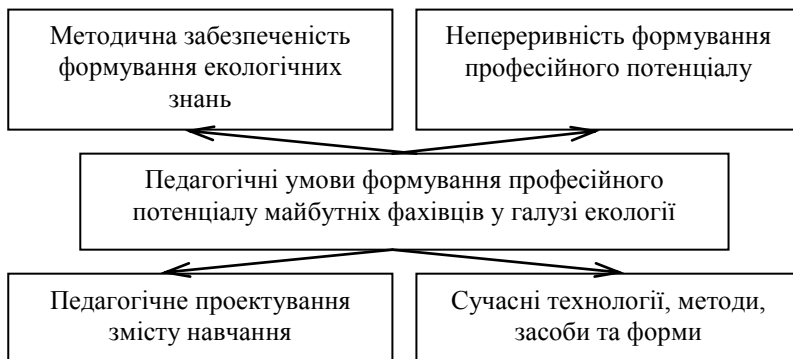 Методична забезпеченість
формування екологічних
знань
Непереривність формування
професійного потенціалу
Педагогічні умови формування професійного
потенціалу майбутніх фахівців у галузі екології
Педагогічне проектування
змісту навчання
Сучасні технології, методи,
засоби та форми